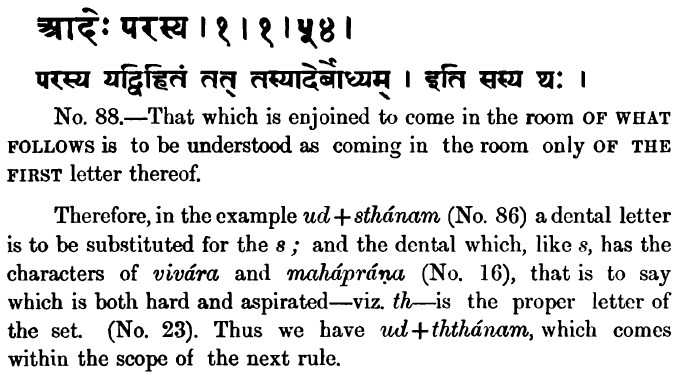 आदेः परस्य । १ । १ । ५४ ।
परस्य यद्विहितं तत् तस्यादेर्बोध्यम् । इति सस्य थः ।
No. 88.—That which is enjoined to come in the room OF WHAT
FOLLOWS is to be understood as coming in the room only OF THE
FIRST letter thereof.
Therefore, in the example ud+sthánam (No. 86) a dental letter
is to be substituted for the s; and the dental which, like s, has the
characters of vivára and mahápráṇa (No. 16), that is to say
which is both hard and aspirated—viz. th—is the proper letter of
the set. (No. 23). Thus we have ud+ththánam, which comes
within the scope of the next rule.